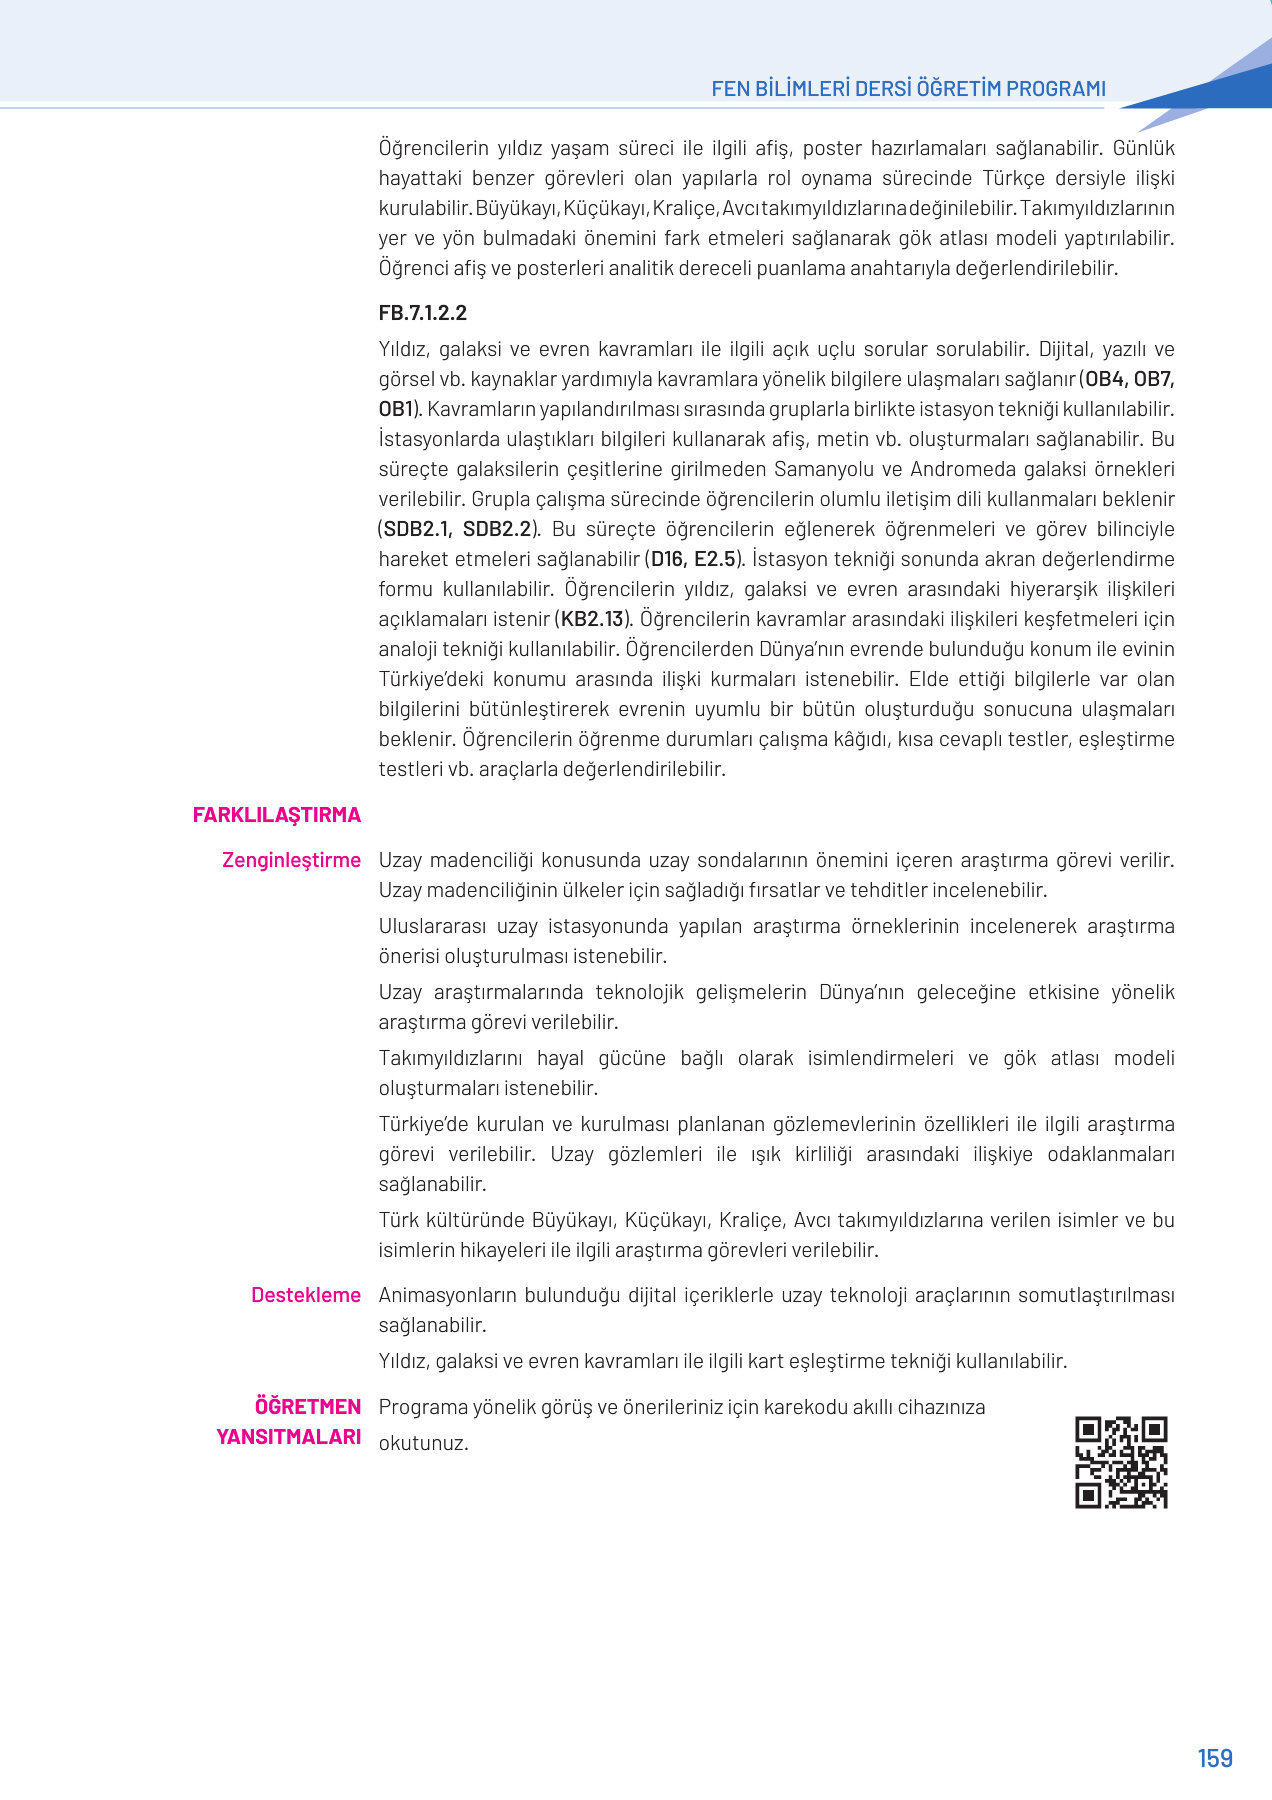 FEN BİLİMLERİ DERSİ ÖĞRETİM PROGRAMI
Öğrencilerin yıldız yaşam süreci ile ilgili afiş, poster hazırlamaları sağlanabilir. Günlük
hayattaki benzer görevleri olan yapılarla rol oynama sürecinde Türkçe dersiyle ilişki
kurulabilir. Büyükayı, Küçükayı, Kraliçe, Avcı takımyıldızlarına değinilebilir. Takımyıldızlarının
yer ve yön bulmadaki önemini fark etmeleri sağlanarak gök atlası modeli yaptırılabilir.
Öğrenci afiş ve posterleri analitik dereceli puanlama anahtarıyla değerlendirilebilir.
FB.7.1.2.2
Yıldız, galaksi ve evren kavramları ile ilgili açık uçlu sorular sorulabilir. Dijital, yazılı ve
görsel vb. kaynaklar yardımıyla kavramlara yönelik bilgilere ulaşmaları sağlanır (OB4, OB7,
OB1). Kavramların yapılandırılması sırasında gruplarla birlikte istasyon tekniği kullanılabilir.
İstasyonlarda ulaştıkları bilgileri kullanarak afiş, metin vb. oluşturmaları sağlanabilir. Bu
süreçte galaksilerin çeşitlerine girilmeden Samanyolu ve Andromeda galaksi örnekleri
verilebilir. Grupla çalışma sürecinde öğrencilerin olumlu iletişim dili kullanmaları beklenir
(SDB2.1, SDB2.2). Bu süreçte öğrencilerin eğlenerek öğrenmeleri ve görev bilinciyle
hareket etmeleri sağlanabilir (D16, E2.5). İstasyon tekniği sonunda akran değerlendirme
formu kullanılabilir. Öğrencilerin yıldız, galaksi ve evren arasındaki hiyerarşik ilişkileri
açıklamaları istenir (KB2.13). Öğrencilerin kavramlar arasındaki ilişkileri keşfetmeleri için
analoji tekniği kullanılabilir. Öğrencilerden Dünya’nın evrende bulunduğu konum ile evinin
Türkiye’deki konumu arasında ilişki kurmaları istenebilir. Elde ettiği bilgilerle var olan
bilgilerini bütünleştirerek evrenin uyumlu bir bütün oluşturduğu sonucuna ulaşmaları
beklenir. Öğrencilerin öğrenme durumları çalışma kâğıdı, kısa cevaplı testler, eşleştirme
testleri vb. araçlarla değerlendirilebilir.
FARKLILAŞTIRMA
Zenginleştirme Uzay madenciliği konusunda uzay sondalarının önemini içeren araştırma görevi verilir.
Uzay madenciliğinin ülkeler için sağladığı fırsatlar ve tehditler incelenebilir.
Uluslararası uzay istasyonunda yapılan araştırma örneklerinin incelenerek araştırma
önerisi oluşturulması istenebilir.
Uzay araştırmalarında teknolojik gelişmelerin Dünya’nın geleceğine etkisine yönelik
araştırma görevi verilebilir.
Takımyıldızlarını hayal gücüne bağlı olarak isimlendirmeleri ve gök atlası modeli
oluşturmaları istenebilir.
Türkiye’de kurulan ve kurulması planlanan gözlemevlerinin özellikleri ile ilgili araştırma
görevi verilebilir. Uzay gözlemleri ile ışık kirliliği arasındaki ilişkiye odaklanmaları
sağlanabilir.
Türk kültüründe Büyükayı, Küçükayı, Kraliçe, Avcı takımyıldızlarına verilen isimler ve bu
isimlerin hikayeleri ile ilgili araştırma görevleri verilebilir.
Destekleme Animasyonların bulunduğu dijital içeriklerle uzay teknoloji araçlarının somutlaştırılması
sağlanabilir.
Yıldız, galaksi ve evren kavramları ile ilgili kart eşleştirme tekniği kullanılabilir.
ÖĞRETMEN Programa yönelik görüş ve önerileriniz için karekodu akıllı cihazınıza
YANSITMALARI okutunuz.
159